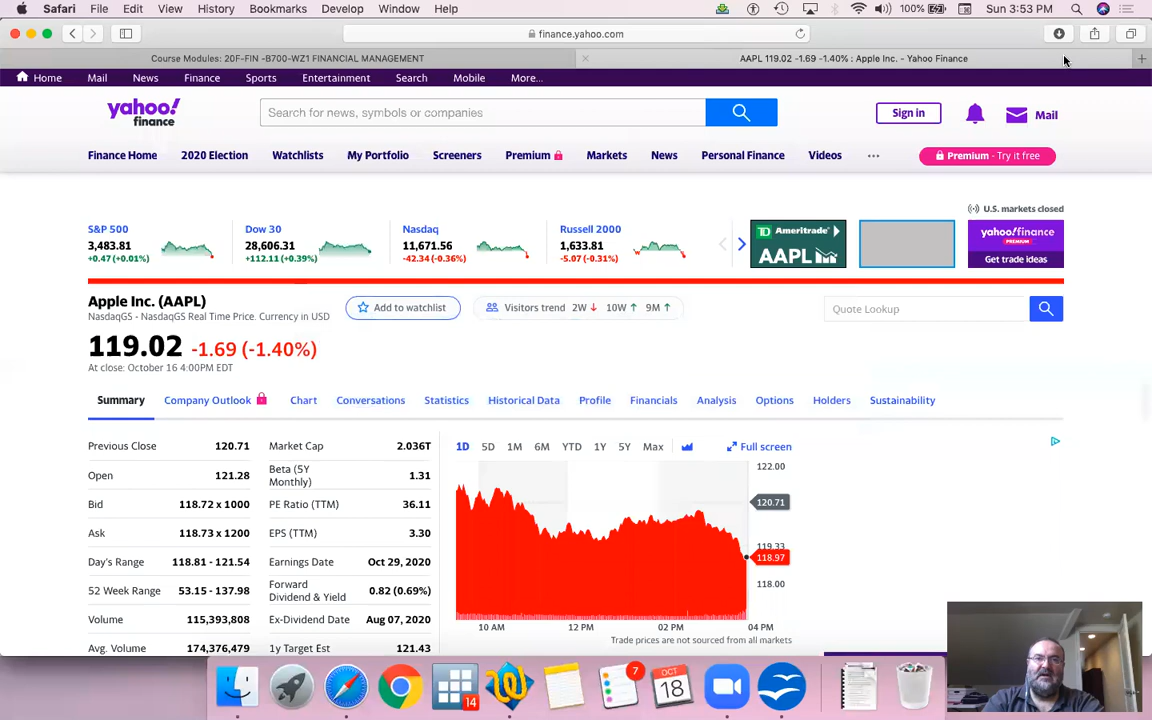 Safari File Edit View History Bookmarks Develop Window Help 100% Sun 3:53 PM
finance.yahoo.com
Course Modules: 20F-FIN -B700-WZ1 FINANCIAL MANAGEMENT
AAPL 119.02 -1.69 -1.40% : Apple Inc. - Yahoo Finance
Home Mail News Finance Sports Entertainment Search Mobile More...
yahoo!
finance
Search for news, symbols or companies
Sign in
Mail
Finance Home 2020 Election Watchlists My Portfolio Screeners Premium Markets News Personal Finance Videos ...
Premium - Try it free
U.S. markets closed
S&P 500
3,483.81
+0.47 (+0.01%)
Dow 30
28,606.31
+112.11 (+0.39%)
Nasdaq
11,671.56
-42.34 (-0.36%)
Russell 2000
1,633.81
-5.07 (-0.31%)
TD Ameritrade
AAPL
yahoo!finance
PREMIUM
Get trade ideas
Apple Inc. (AAPL)
NasdaqGS - NasdaqGS Real Time Price. Currency in USD
Add to watchlist
Visitors trend 2W 10W 9M
Quote Lookup
119.02 -1.69 (-1.40%)
At close: October 16 4:00PM EDT
Summary Company Outlook Chart Conversations Statistics Historical Data Profile Financials Analysis Options Holders Sustainability
Previous Close 120.71
Open 121.28
Bid 118.72 x 1000
Ask 118.73 x 1200
Day's Range 118.81 - 121.54
52 Week Range 53.15 - 137.98
Volume 115,393,808
Avg. Volume 174,376,479
Market Cap 2.036T
Beta (5Y
Monthly) 1.31
PE Ratio (TTM) 36.11
EPS (TTM) 3.30
Earnings Date Oct 29, 2020
Forward
Dividend & Yield 0.82 (0.69%)
Ex-Dividend Date Aug 07, 2020
1y Target Est 121.43
1D 5D 1M 6M YTD 1Y 5Y Max
Full screen
122.00
120.71
119.33
118.97
118.00
10 AM 12 PM 02 PM 04 PM
Trade prices are not sourced from all markets
14
7
OCT
18